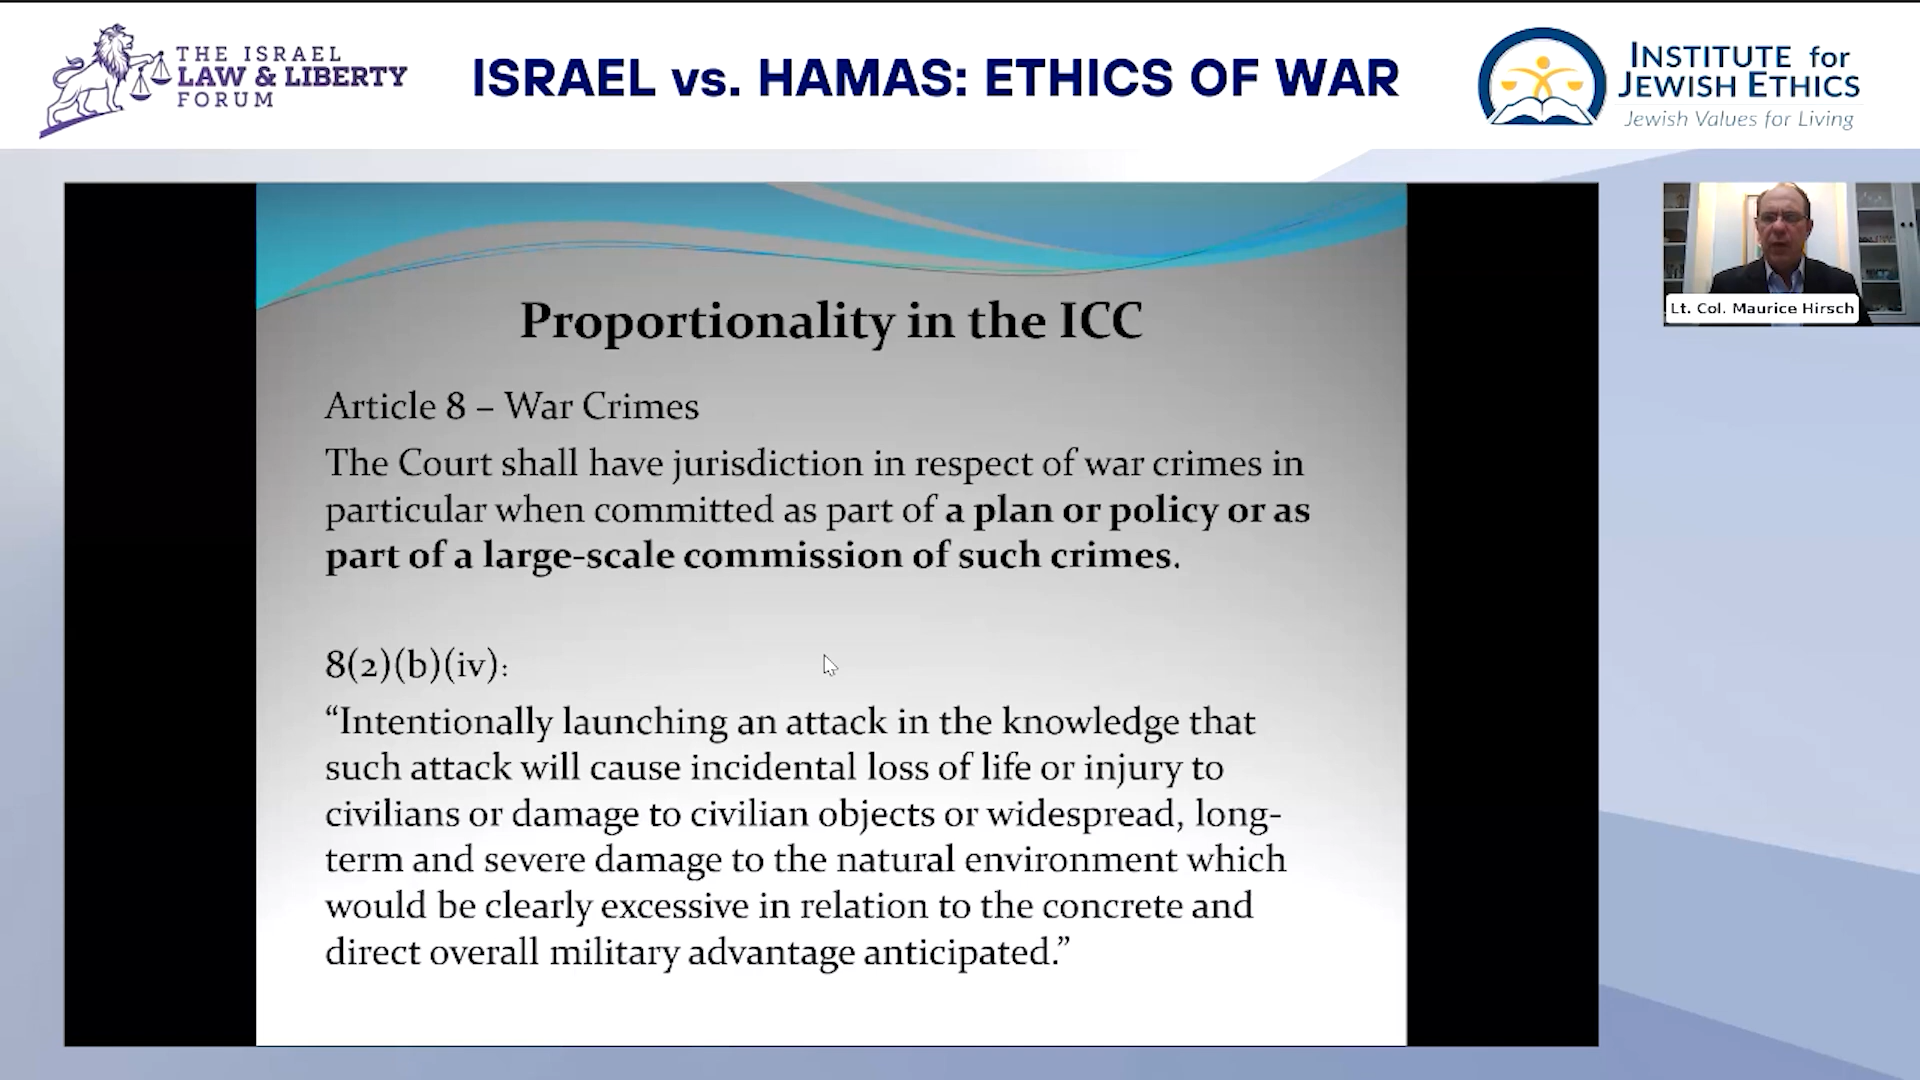 THE ISRAEL
LAW & LIBERTY
FORUM
ISRAEL vs. HAMAS: ETHICS OF WAR
INSTITUTE for
JEWISH ETHICS
Jewish Values for Living
Lt. Col. Maurice Hirsch
Proportionality in the ICC
Article 8 – War Crimes
The Court shall have jurisdiction in respect of war crimes in
particular when committed as part of a plan or policy or as
part of a large-scale commission of such crimes.
8(2)(b)(iv):
“Intentionally launching an attack in the knowledge that
such attack will cause incidental loss of life or injury to
civilians or damage to civilian objects or widespread, long-
term and severe damage to the natural environment which
would be clearly excessive in relation to the concrete and
direct overall military advantage anticipated.”